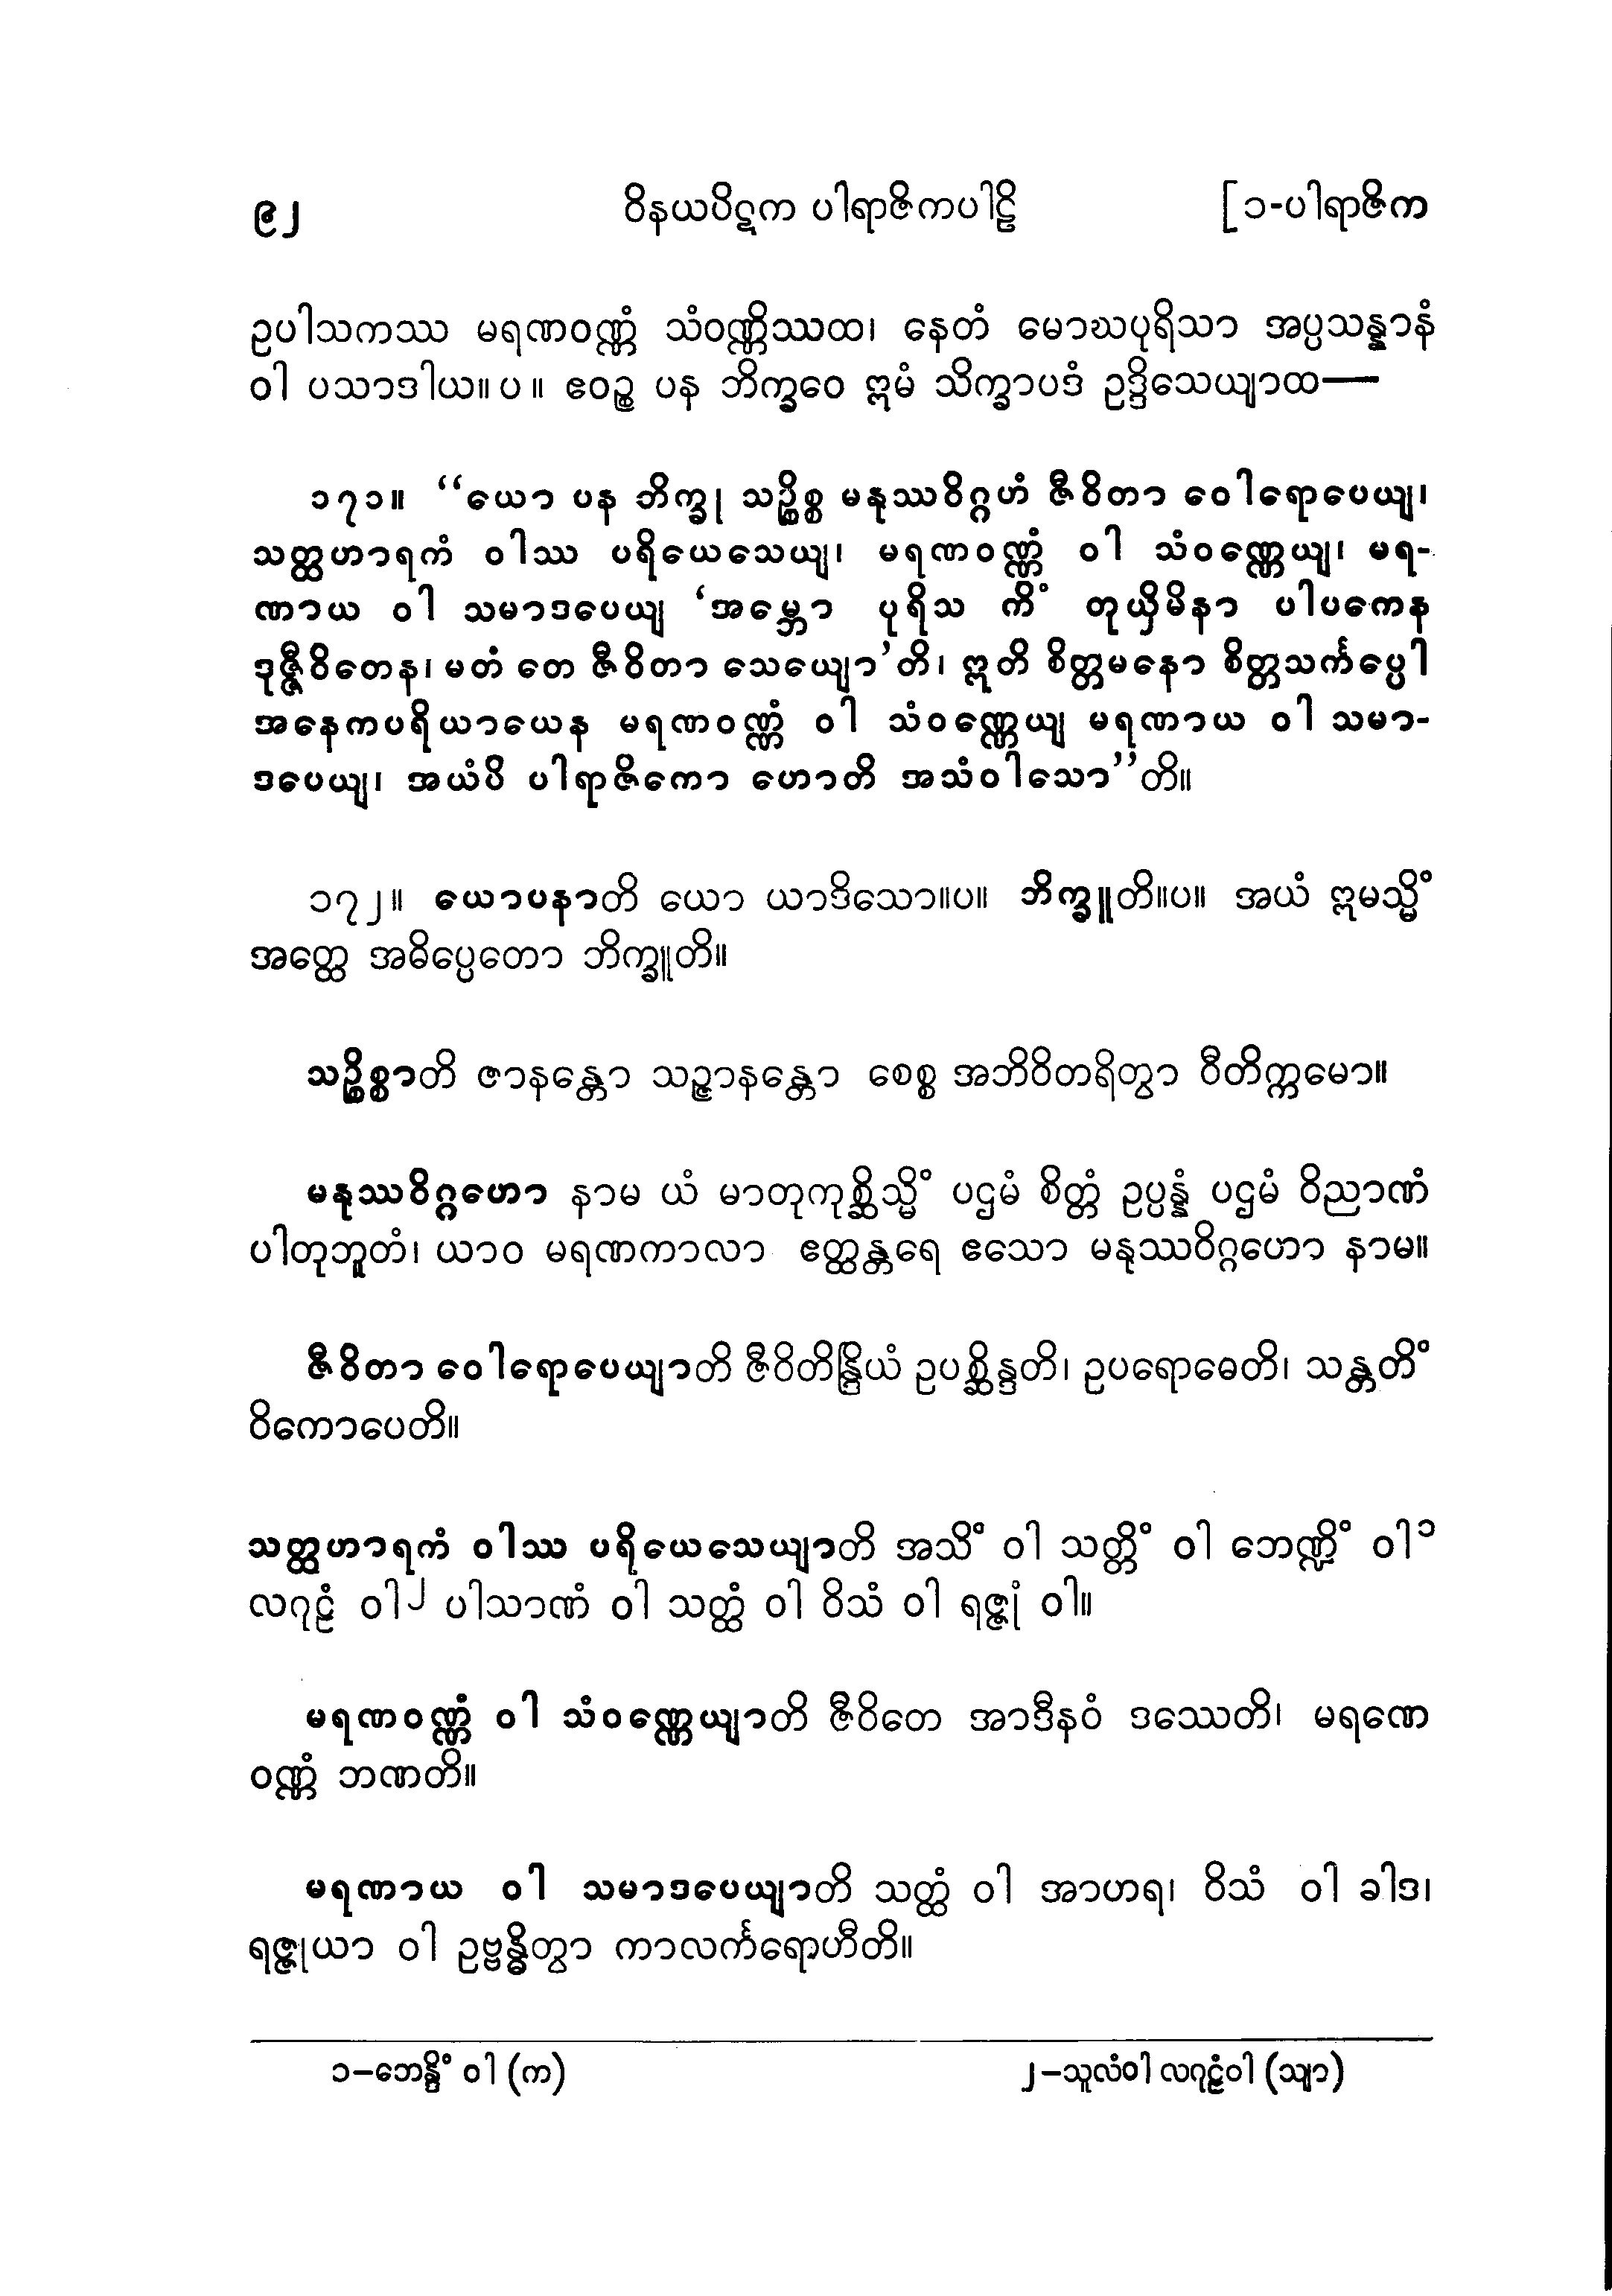 ၉၂ ဝိနယပိဋက ပါရာဇိကပါဠိ [၁-ပါရာဇိက
ဥပါသကဿ မရဏဝဏ္ဏံ သံဝဏ္ဏိဿထ၊ နေတံ မောဃပုရိသာ အပ္ပသန္နာနံ
ဝါ ပသာဒါယ။ပ။ ဧဝဉ္စ ပန ဘိက္ခဝေ ဣမံ သိက္ခာပဒံ ဥဒ္ဒိသေယျာထ—
၁၇၁။ “ယော ပန ဘိက္ခု သဉ္စိစ္စ မနုဿဝိဂ္ဂဟံ ဇီဝိတာ ဝေါရောပေယျ၊
သတ္ထဟာရကံ ဝါဿ ပရိယေသေယျ၊ မရဏဝဏ္ဏံ ဝါ သံဝဏ္ဏေယျ၊ မရ-
ဏာယ ဝါ သမာဒပေယျ ‘အမ္ဘော ပုရိသ ကိံ တုယှိမိနာ ပါပကေန
ဒုဇ္ဇီဝိတေန၊ မတံ တေ ဇီဝိတာ သေယျော’တိ၊ ဣတိ စိတ္တမနော စိတ္တသင်္ကပ္ပေါ
အနေကပရိယာယေန မရဏဝဏ္ဏံ ဝါ သံဝဏ္ဏေယျ မရဏာယ ဝါ သမာ-
ဒပေယျ၊ အယံပိ ပါရာဇိကော ဟောတိ အသံဝါသော”တိ။
၁၇၂။ ယောပနာတိ ယော ယာဒိသော။ပ။ ဘိက္ခူတိ။ပ။ အယံ ဣမသ္မိံ
အတ္ထေ အဓိပ္ပေတော ဘိက္ခူတိ။
သဉ္စိစ္စာတိ ဇာနန္တော သဉ္ဇာနန္တော စေစ္စ အဘိဝိတရိတွာ ဝီတိက္ကမော။
မနုဿဝိဂ္ဂဟော နာမ ယံ မာတုကုစ္ဆိသ္မိံ ပဌမံ စိတ္တံ ဥပ္ပန္နံ ပဌမံ ဝိညာဏံ
ပါတုဘူတံ၊ ယာဝ မရဏကာလာ ဧတ္ထန္တရေ ဧသော မနုဿဝိဂ္ဂဟော နာမ။
ဇီဝိတာ ဝေါရောပေယျာတိ ဇီဝိတိန္ဒြိယံ ဥပစ္ဆိန္ဒတိ၊ ဥပရောဓေတိ၊ သန္တတိံ
ဝိကောပေတိ။
သတ္ထဟာရကံ ဝါဿ ပရိယေသေယျာတိ အသိံ ဝါ သတ္တိံ ဝါ ဘေဏ္ဍိံ ဝါ၁
လဂုဠံ ဝါ၂ ပါသာဏံ ဝါ သတ္ထံ ဝါ ဝိသံ ဝါ ရဇ္ဇုံ ဝါ။
မရဏဝဏ္ဏံ ဝါ သံဝဏ္ဏေယျာတိ ဇီဝိတေ အာဒီနဝံ ဒဿေတိ၊ မရဏေ
ဝဏ္ဏံ ဘဏတိ။
မရဏာယ ဝါ သမာဒပေယျာတိ သတ္ထံ ဝါ အာဟရ၊ ဝိသံ ဝါ ခါဒ၊
ရဇ္ဇုယာ ဝါ ဥဗ္ဗန္ဓိတွာ ကာလင်္ကရောဟီတိ။
၁–ဘေန္ဒိံ ဝါ (က) ၂–သူလံဝါ လဂုဠံဝါ (သျာ)